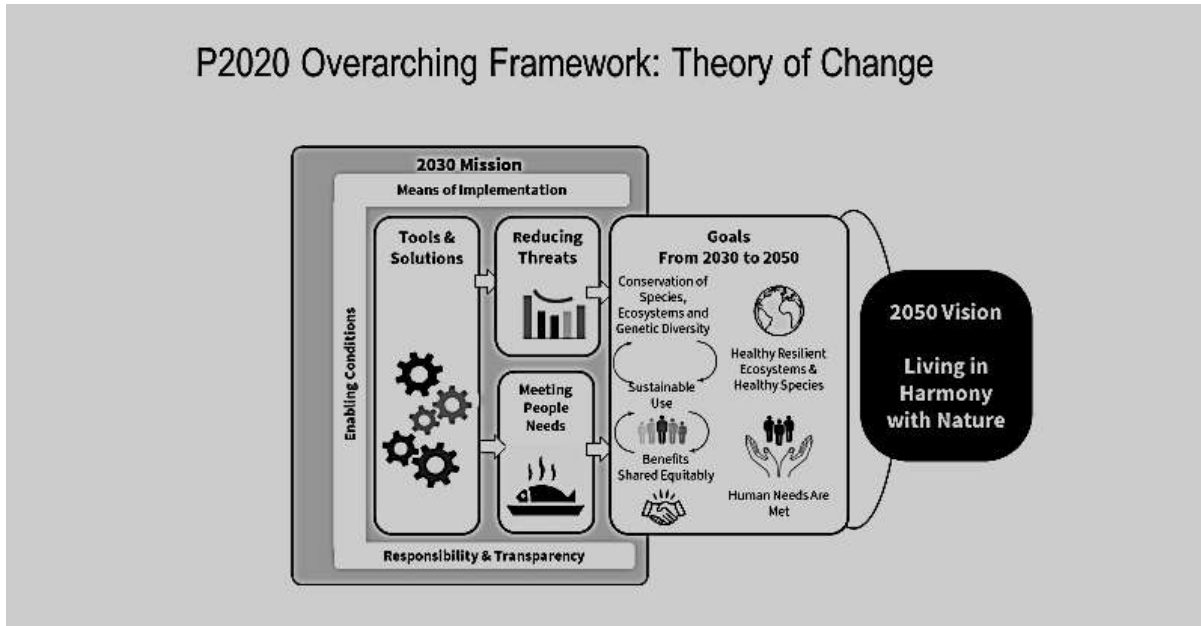 P2020 Overarching Framework: Theory of Change
2030 Mission
Means of Implementation
Enabling Conditions
Tools &
Solutions
Reducing
Threats
Meeting
People
Needs
Responsibility & Transparency
Goals
From 2030 to 2050
Conservation of
Species,
Ecosystems and
Genetic Diversity
Sustainable
Use
Benefits
Shared Equitably
Healthy Resilient
Ecosystems &
Healthy Species
Human Needs Are
Met
2050 Vision
Living in
Harmony
with Nature